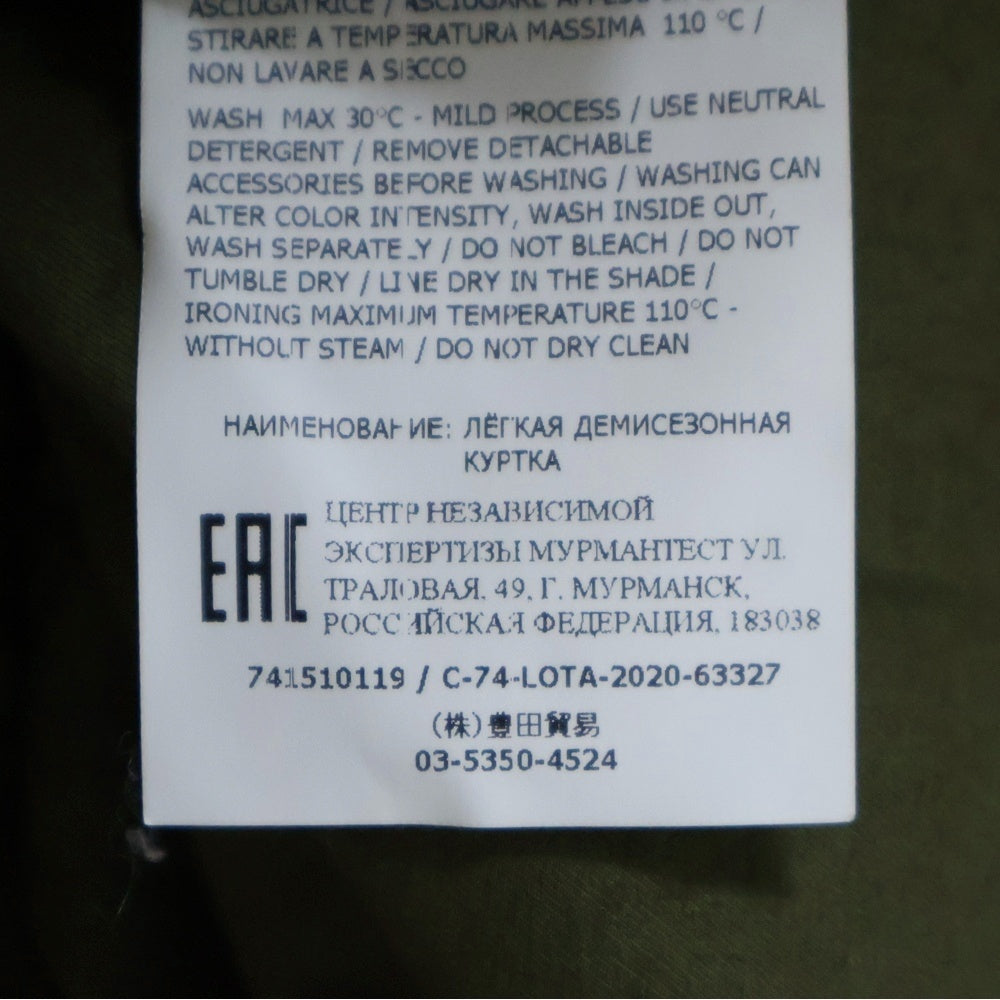 ASCIUGATRICE / ASCIUGARE
STIRARE A TEMPERATURA MASSIMA 110 °C /
NON LAVARE A SECCO
WASH MAX 30°C - MILD PROCESS / USE NEUTRAL
DETERGENT / REMOVE DETACHABLE
ACCESSORIES BEFORE WASHING / WASHING CAN
ALTER COLOR INTENSITY, WASH INSIDE OUT,
WASH SEPARATELY / DO NOT BLEACH / DO NOT
TUMBLE DRY / LINE DRY IN THE SHADE /
IRONING MAXIMUM TEMPERATURE 110°C -
WITHOUT STEAM / DO NOT DRY CLEAN
НАИМЕНОВАНИЕ: ЛЁГКАЯ ДЕМИСЕЗОННАЯ
КУРТКА
EAC
ЦЕНТР НЕЗАВИСИМОЙ
ЭКСПЕРТИЗЫ МУРМАНТЕСТ УЛ.
ТРАЛОВАЯ, 49, Г. МУРМАНСК,
РОССИЙСКАЯ ФЕДЕРАЦИЯ, 183038
741510119 / C-74-LOTA-2020-63327
(株)豊田貿易
03-5350-4524